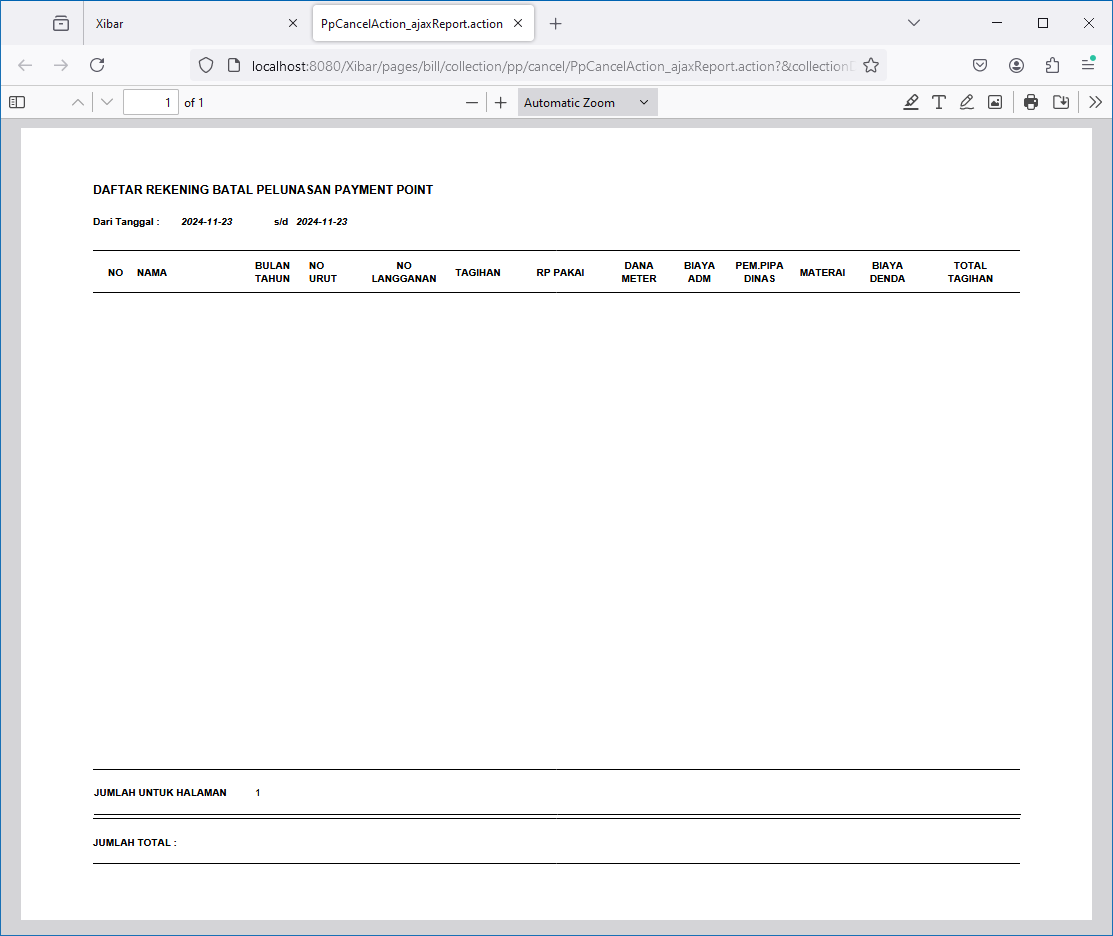 Xibar
PpCancelAction_ajaxReport.action
localhost:8080/Xibar/pages/bill/collection/pp/cancel/PpCancelAction_ajaxReport.action?&collection
1 of 1
Automatic Zoom
DAFTAR REKENING BATAL PELUNASAN PAYMENT POINT
Dari Tanggal : 2024-11-23 s/d 2024-11-23
NO NAMA BULAN TAHUN NO URUT NO LANGGANAN TAGIHAN RP PAKAI DANA METER BIAYA ADM PEM.PIPA DINAS MATERAI BIAYA DENDA TOTAL TAGIHAN
JUMLAH UNTUK HALAMAN 1
JUMLAH TOTAL :